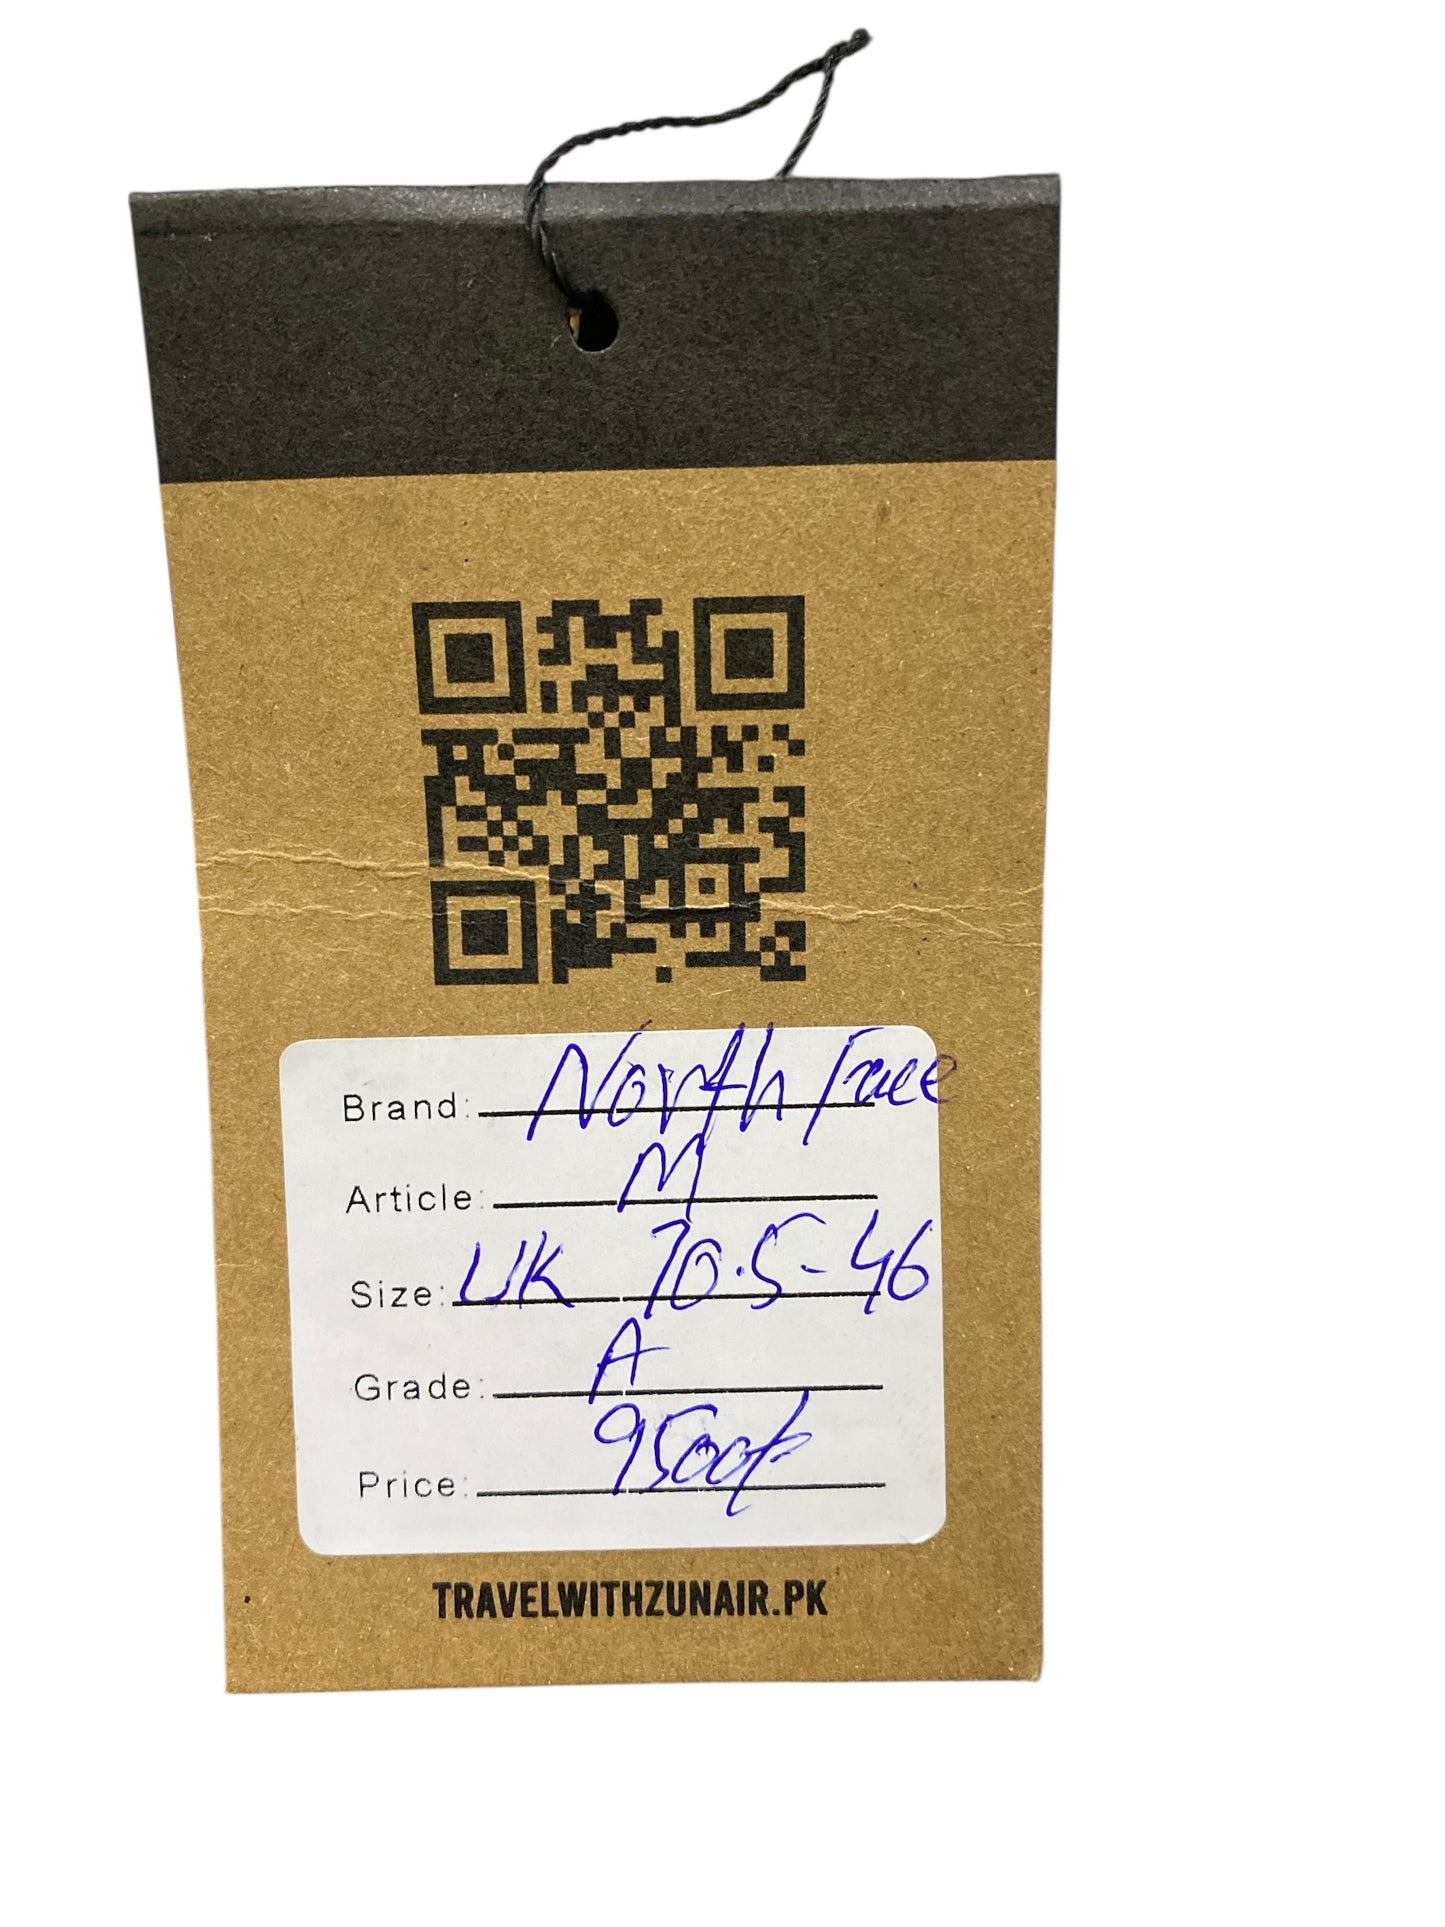 Brand: North Face
Article: M
Size: UK 10.5-46
Grade: A
Price: 9500/-
TRAVELWITHZUNAIR.PK